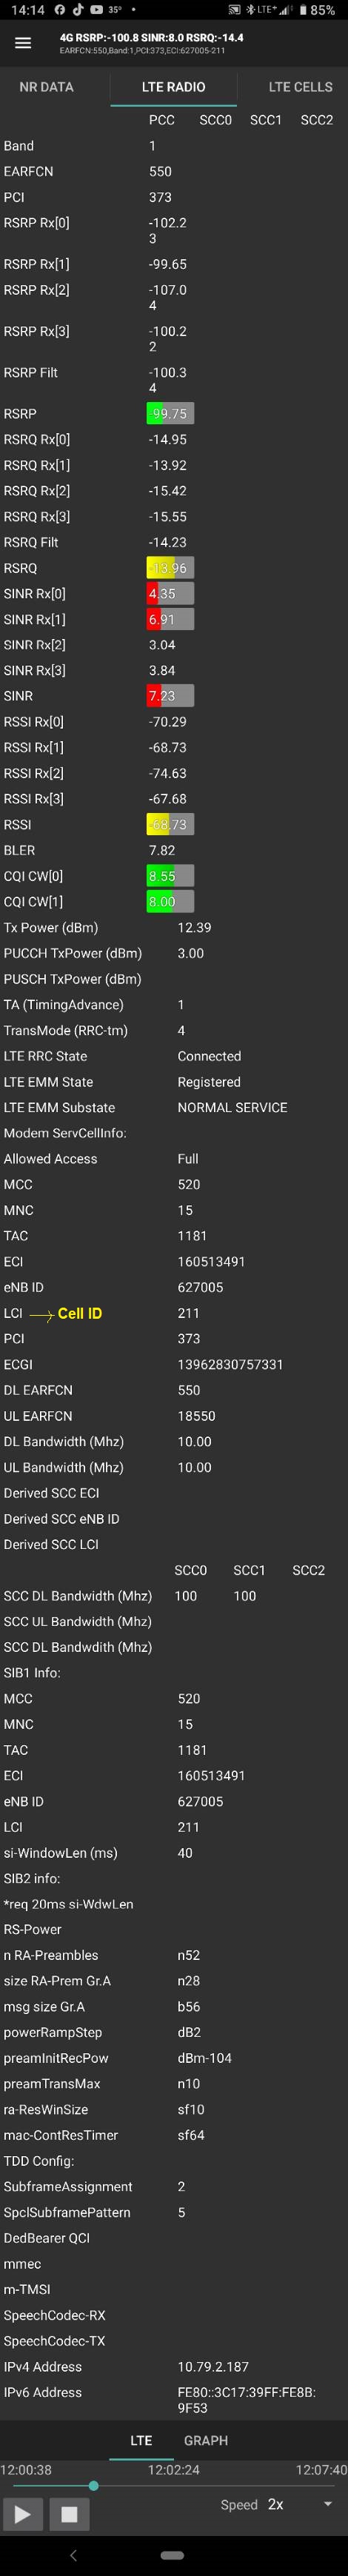 14:14 35° LTE+ 85%
4G RSRP:-100.8 SINR:8.0 RSRQ:-14.4
EARFCN:550,Band:1,PCI:373,ECI:627005-211
NR DATA LTE RADIO LTE CELLS
PCC SCC0 SCC1 SCC2
Band 1
EARFCN 550
PCI 373
RSRP Rx[0] -102.2
3
RSRP Rx[1] -99.65
RSRP Rx[2] -107.0
4
RSRP Rx[3] -100.2
2
RSRP Filt -100.3
4
RSRP -99.75
RSRQ Rx[0] -14.95
RSRQ Rx[1] -13.92
RSRQ Rx[2] -15.42
RSRQ Rx[3] -15.55
RSRQ Filt -14.23
RSRQ -13.96
SINR Rx[0] 4.35
SINR Rx[1] 6.91
SINR Rx[2] 3.04
SINR Rx[3] 3.84
SINR 7.23
RSSI Rx[0] -70.29
RSSI Rx[1] -68.73
RSSI Rx[2] -74.63
RSSI Rx[3] -67.68
RSSI -68.73
BLER 7.82
CQI CW[0] 8.55
CQI CW[1] 8.00
Tx Power (dBm) 12.39
PUCCH TxPower (dBm) 3.00
PUSCH TxPower (dBm)
TA (TimingAdvance) 1
TransMode (RRC-tm) 4
LTE RRC State Connected
LTE EMM State Registered
LTE EMM Substate NORMAL SERVICE
Modem ServCellInfo:
Allowed Access Full
MCC 520
MNC 15
TAC 1181
ECI 160513491
eNB ID 627005
LCI → Cell ID 211
PCI 373
ECGI 13962830757331
DL EARFCN 550
UL EARFCN 18550
DL Bandwidth (Mhz) 10.00
UL Bandwidth (Mhz) 10.00
Derived SCC ECI
Derived SCC eNB ID
Derived SCC LCI
SCC0 SCC1 SCC2
SCC DL Bandwidth (Mhz) 100 100
SCC UL Bandwidth (Mhz)
SCC DL Bandwdith (Mhz)
SIB1 Info:
MCC 520
MNC 15
TAC 1181
ECI 160513491
eNB ID 627005
LCI 211
si-WindowLen (ms) 40
SIB2 info:
*req 20ms si-WdwLen
RS-Power
n RA-Preambles n52
size RA-Prem Gr.A n28
msg size Gr.A b56
powerRampStep dB2
preamInitRecPow dBm-104
preamTransMax n10
ra-ResWinSize sf10
mac-ContResTimer sf64
TDD Config:
SubframeAssignment 2
SpclSubframePattern 5
DedBearer QCI
mmec
m-TMSI
SpeechCodec-RX
SpeechCodec-TX
IPv4 Address 10.79.2.187
IPv6 Address FE80::3C17:39FF:FE8B:
9F53
LTE GRAPH
12:00:38 12:02:24 12:07:40
Speed 2x